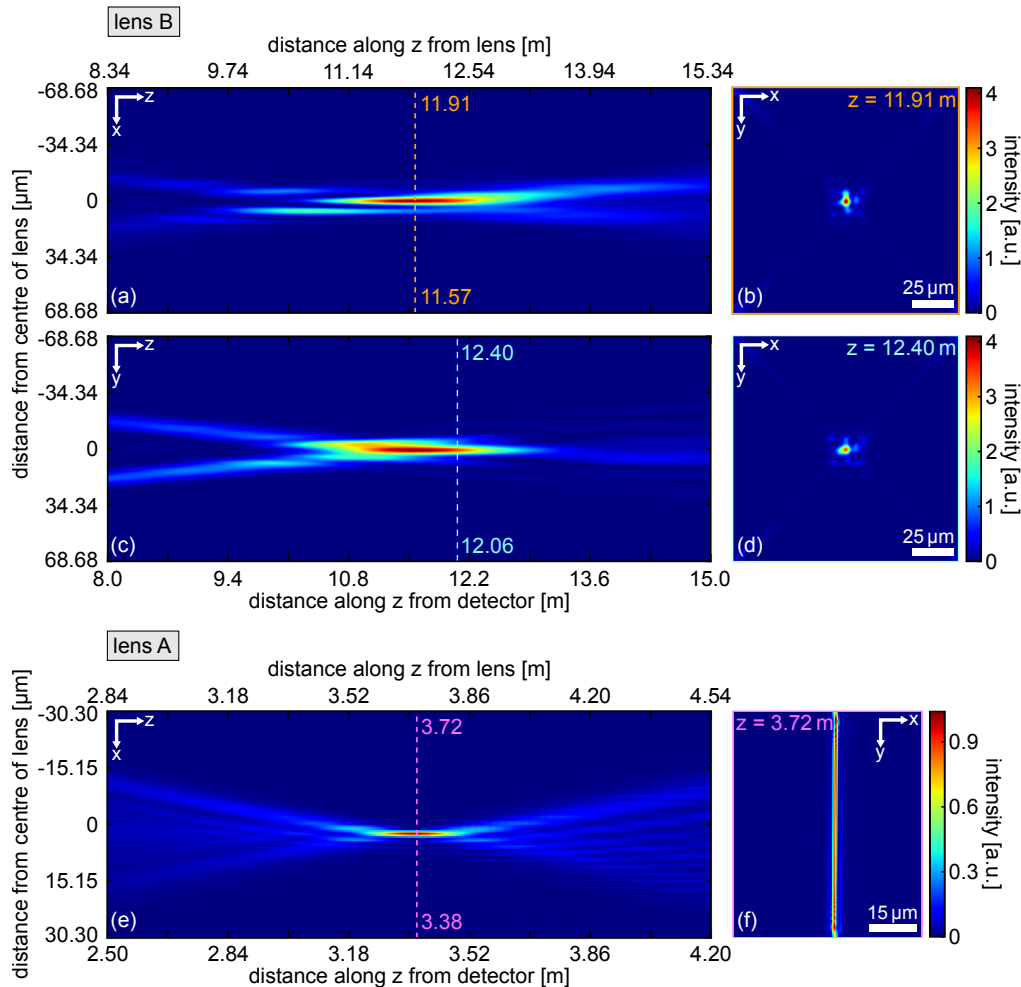 lens B
distance along z from lens [m]
8.34 9.74 11.14 12.54 13.94 15.34
distance from centre of lens [µm]
-68.68
-34.34
0
34.34
68.68
z
x
11.91
11.57
(a)
x
y
z = 11.91 m
25 µm
(b)
4
3
2
1
0
intensity [a.u.]
-68.68
-34.34
0
34.34
68.68
z
y
12.40
12.06
(c)
x
y
z = 12.40 m
25 µm
(d)
4
3
2
1
0
intensity [a.u.]
8.0 9.4 10.8 12.2 13.6 15.0
distance along z from detector [m]
lens A
distance along z from lens [m]
2.84 3.18 3.52 3.86 4.20 4.54
distance from centre of lens [µm]
-30.30
-15.15
0
15.15
30.30
z
x
3.72
3.38
(e)
z = 3.72 m
x
y
15 µm
(f)
0.9
0.6
0.3
0
intensity [a.u.]
2.50 2.84 3.18 3.52 3.86 4.20
distance along z from detector [m]